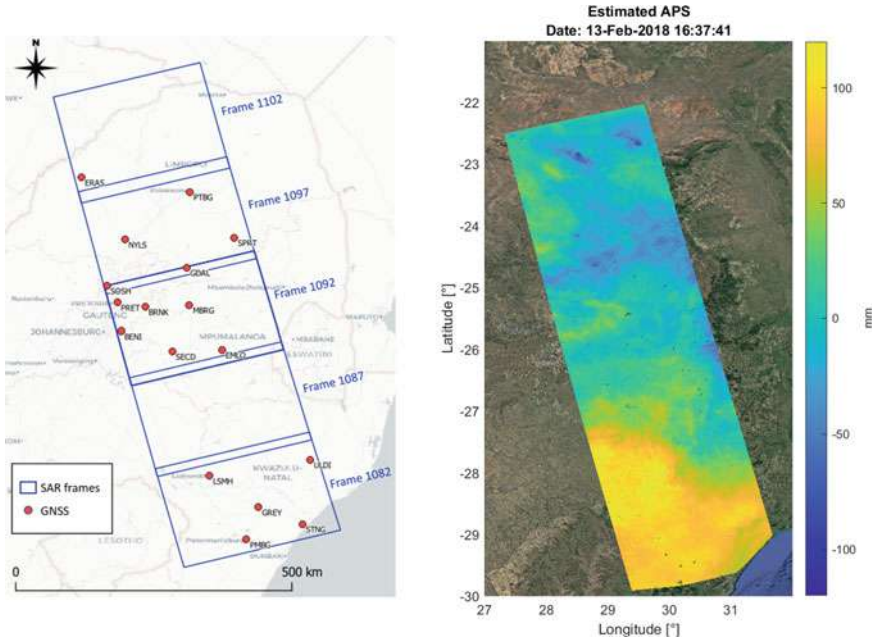 N
Frame 1102
LIMPOPO
ERAS
PTBG
Frame 1097
NYLS
SPRT
GDAL
SOSH
Frame 1092
PRET
BRNK
MBRG
GAUTENG
JOHANNESBURG
BENI
MPUMALANGA
MBABANE
ESWATINI
SECD
EMLO
Frame 1087
ULDI
KWAZULU-
NATAL
LSMH
Frame 1082
GREY
STNG
PMBG
LESOTHO
DURBAN
SAR frames
GNSS
0
500 km
Estimated APS
Date: 13-Feb-2018 16:37:41
-22
-23
-24
-25
-26
-27
-28
-29
-30
Latitude [°]
27
28
29
30
31
Longitude [°]
100
50
0
-50
-100
mm